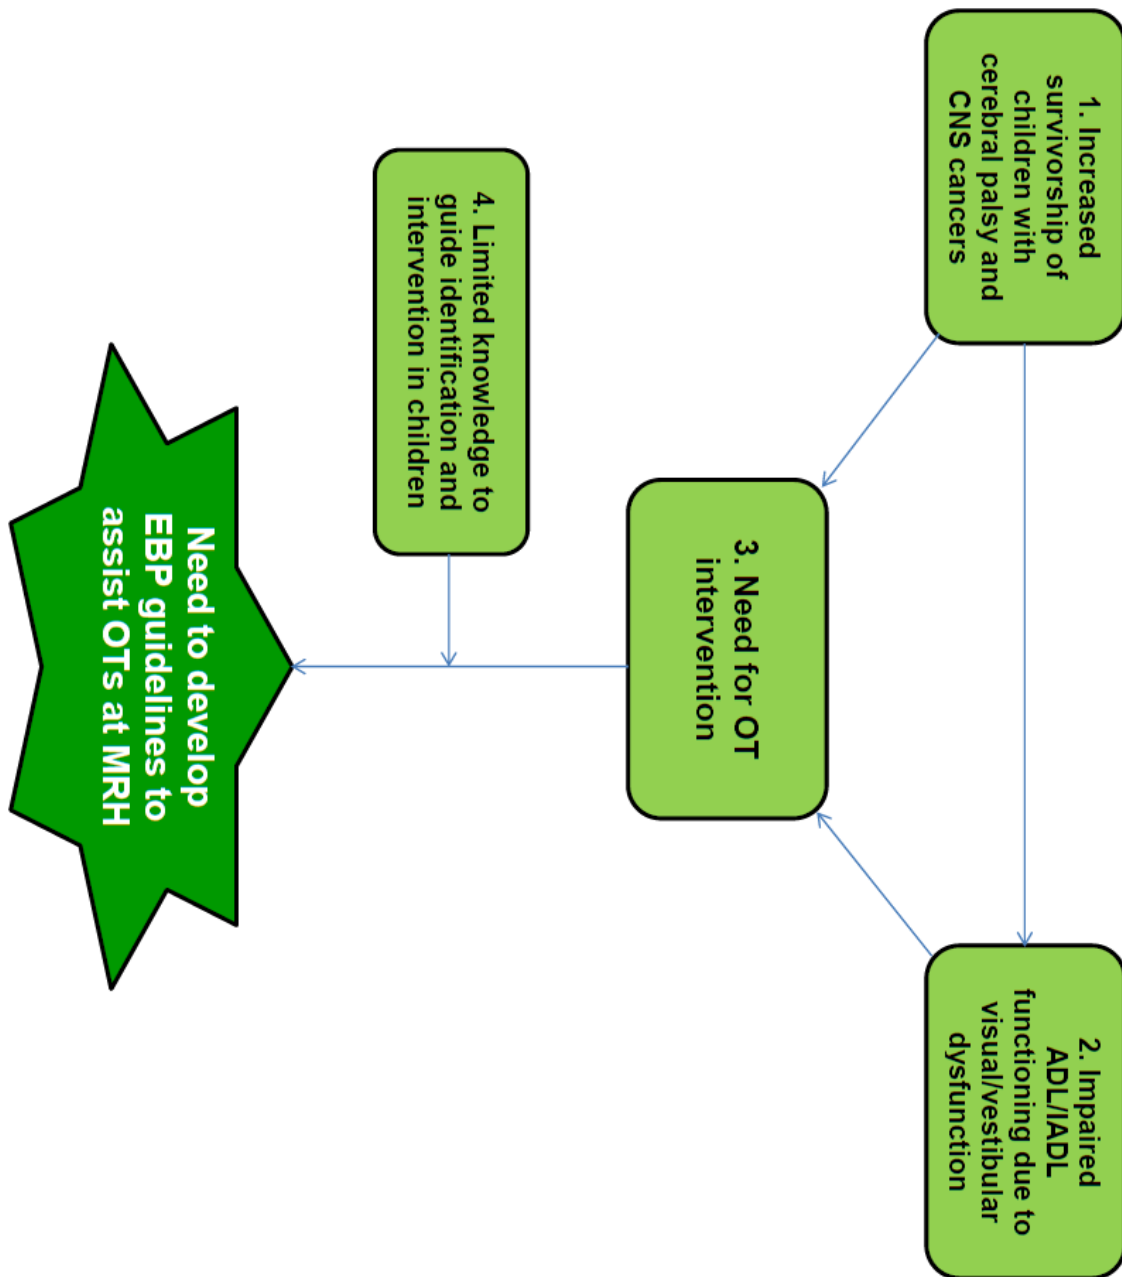 1. Increased
survivorship of
children with
cerebral palsy and
CNS cancers
2. Impaired
ADL/IADL
functioning due to
visual/vestibular
dysfunction
3. Need for OT
intervention
4. Limited knowledge to
guide identification and
intervention in children
Need to develop
EBP guidelines to
assist OTs at MRH